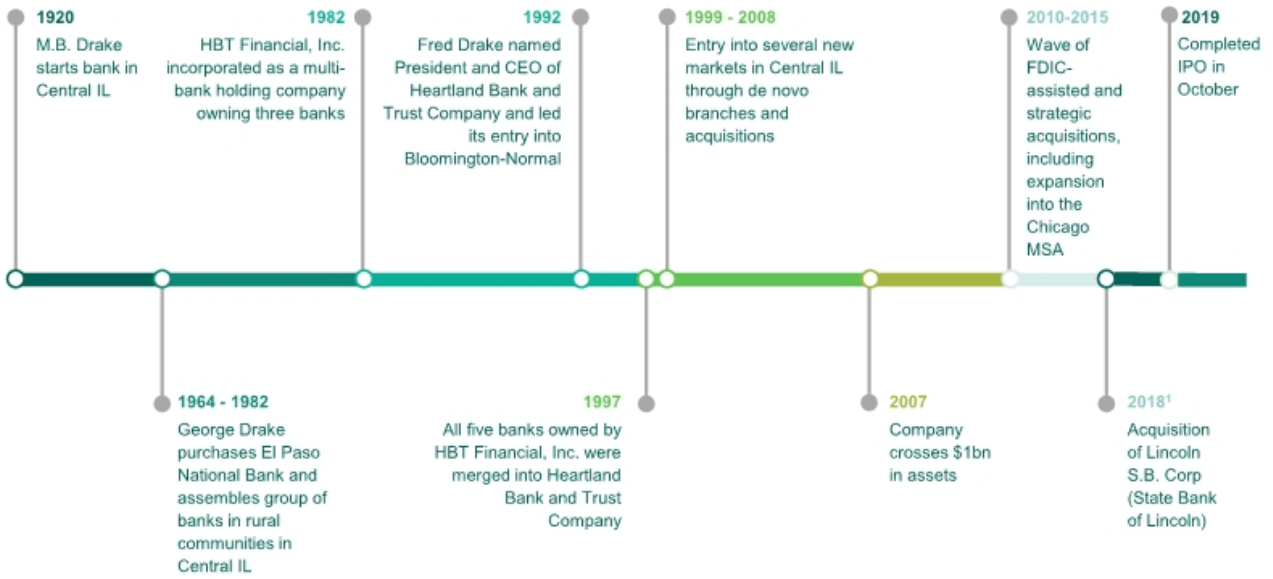 1920
M.B. Drake
starts bank in
Central IL
1982
HBT Financial, Inc.
incorporated as a multi-
bank holding company
owning three banks
1992
Fred Drake named
President and CEO of
Heartland Bank and
Trust Company and led
its entry into
Bloomington-Normal
1999 - 2008
Entry into several new
markets in Central IL
through de novo
branches and
acquisitions
2010-2015
Wave of
FDIC-
assisted and
strategic
acquisitions,
including
expansion
into the
Chicago
MSA
2019
Completed
IPO in
October
1964 - 1982
George Drake
purchases El Paso
National Bank and
assembles group of
banks in rural
communities in
Central IL
1997
All five banks owned by
HBT Financial, Inc. were
merged into Heartland
Bank and Trust
Company
2007
Company
crosses $1bn
in assets
2018¹
Acquisition
of Lincoln
S.B. Corp
(State Bank
of Lincoln)